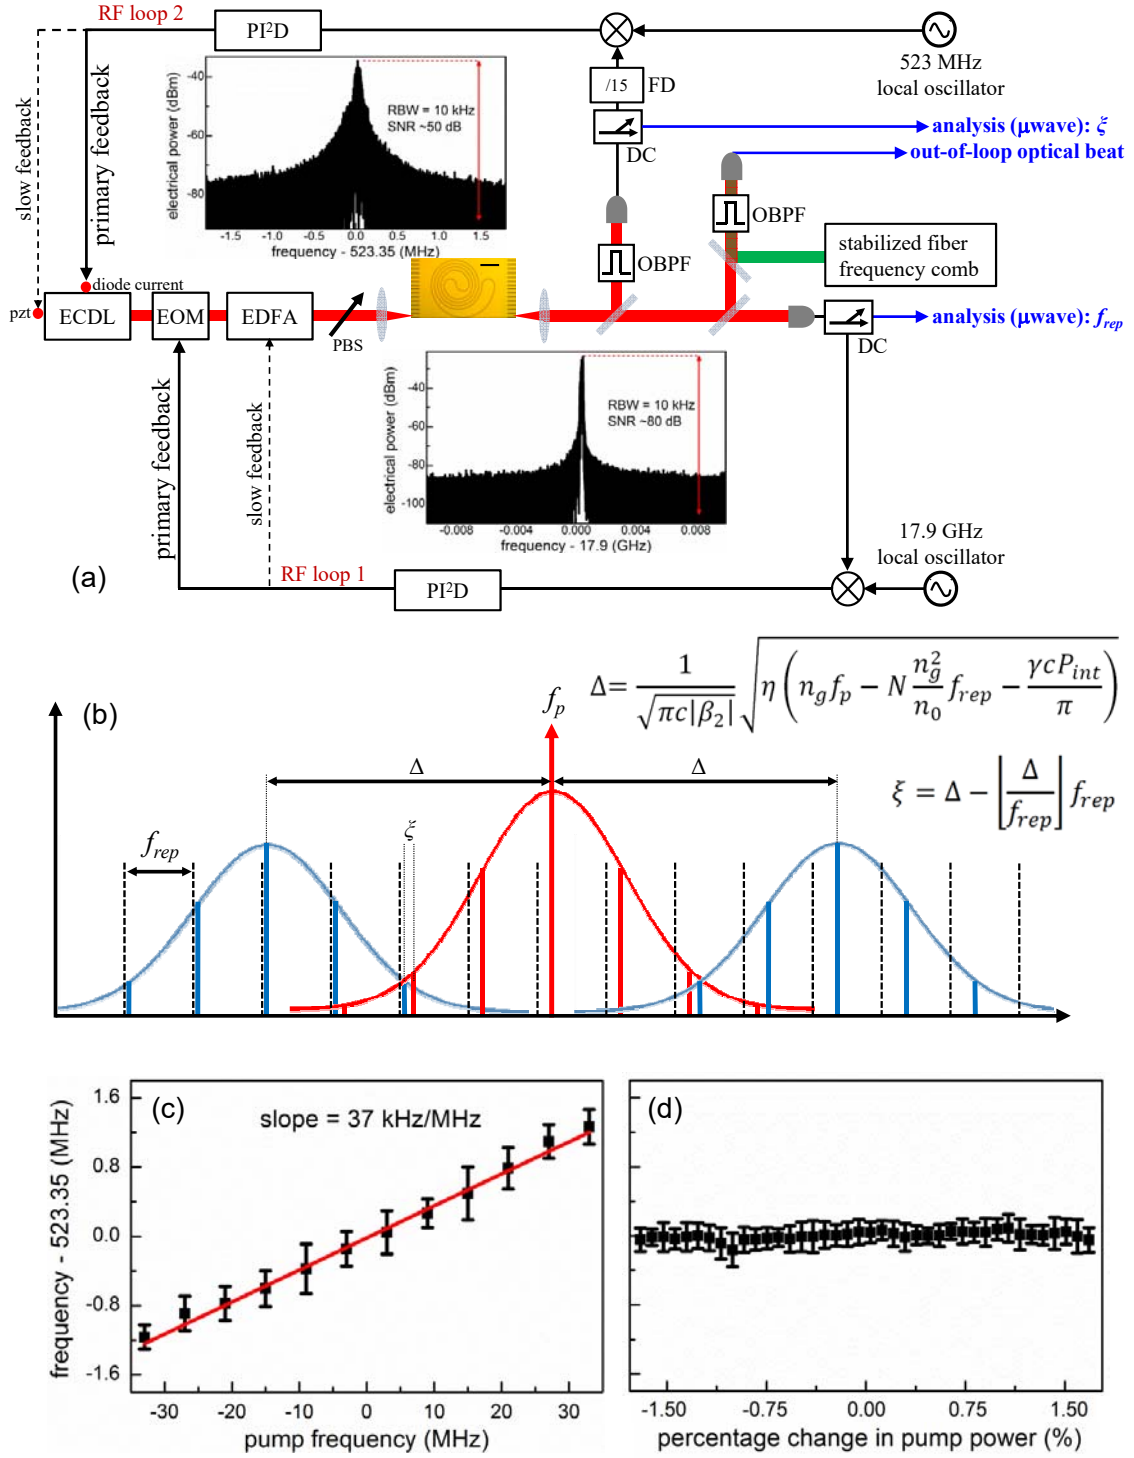 RF loop 2
PI²D
523 MHz
local oscillator
/15
FD
DC
analysis (μwave): ξ
out-of-loop optical beat
slow feedback
primary feedback
electrical power (dBm)
-40
-60
-80
RBW = 10 kHz
SNR ~50 dB
-1.5
-1.0
-0.5
0.0
0.5
1.0
1.5
frequency - 523.35 (MHz)
OBPF
OBPF
stabilized fiber
frequency comb
diode current
pzt
ECDL
EOM
EDFA
PBS
analysis (μwave): f_rep
DC
electrical power (dBm)
-40
-60
-80
-100
RBW = 10 kHz
SNR ~80 dB
-0.008
-0.004
0.000
0.004
0.008
frequency - 17.9 (GHz)
primary feedback
slow feedback
17.9 GHz
local oscillator
(a)
RF loop 1
PI²D
(b)
f_p
Δ= 1/√(πc|β₂|) √(η(n_g f_p − N (n_g²/n_0) f_rep − γcP_int/π))
Δ
Δ
ξ = Δ − ⌊Δ/f_rep⌋ f_rep
f_rep
ξ
(c)
slope = 37 kHz/MHz
frequency - 523.35 (MHz)
1.6
0.8
0.0
-0.8
-1.6
-30
-20
-10
0
10
20
30
pump frequency (MHz)
(d)
-1.50
-0.75
0.00
0.75
1.50
percentage change in pump power (%)